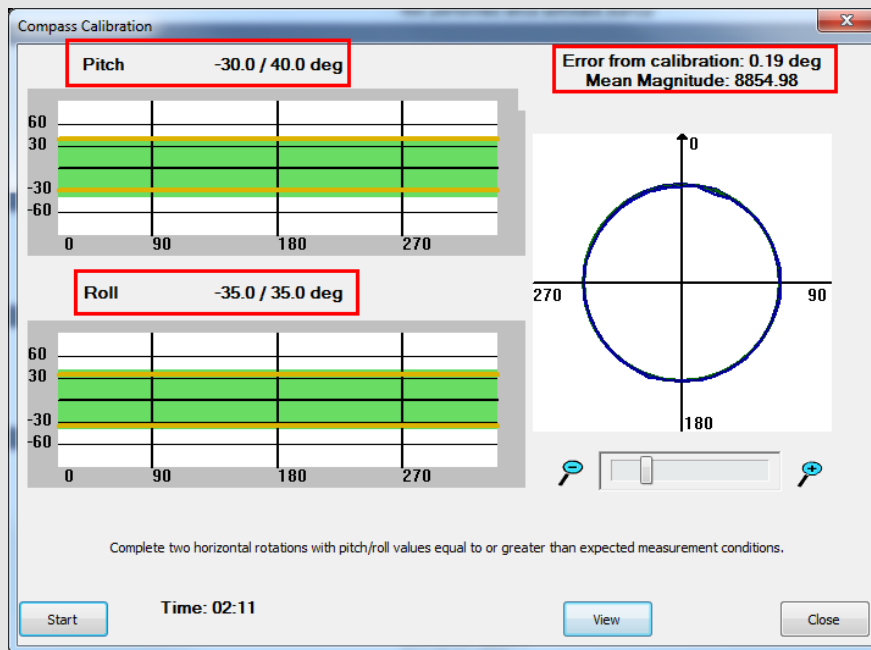 Compass Calibration
Pitch -30.0 / 40.0 deg
60
30
-30
-60
0 90 180 270
Roll -35.0 / 35.0 deg
60
30
-30
-60
0 90 180 270
Error from calibration: 0.19 deg
Mean Magnitude: 8854.98
0
270 90
180
Complete two horizontal rotations with pitch/roll values equal to or greater than expected measurement conditions.
Time: 02:11
Start View Close